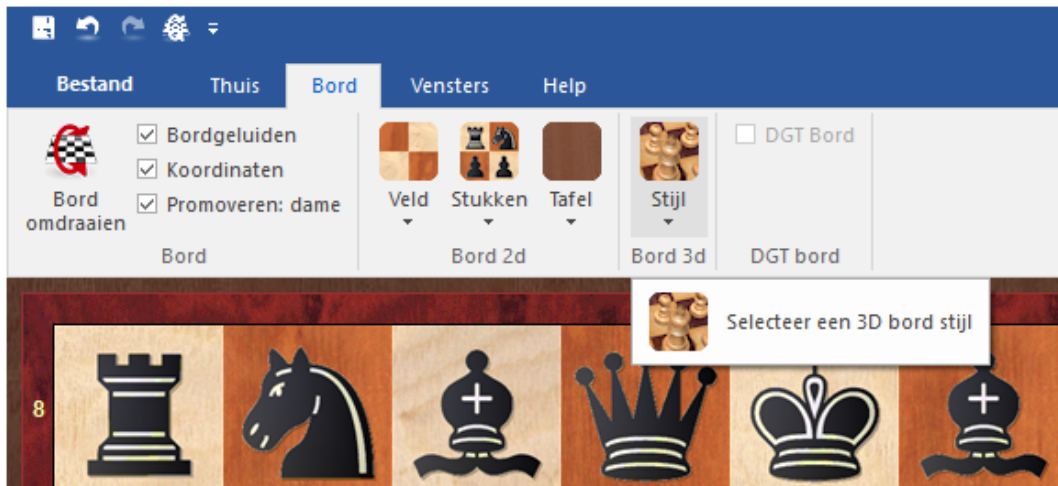 Bestand Thuis Bord Vensters Help
Bord
omdraaien
Bordgeluiden
Koordinaten
Promoveren: dame
Bord
Veld Stukken Tafel
Bord 2d
Stijl
Bord 3d
DGT Bord
DGT bord
Selecteer een 3D bord stijl
8